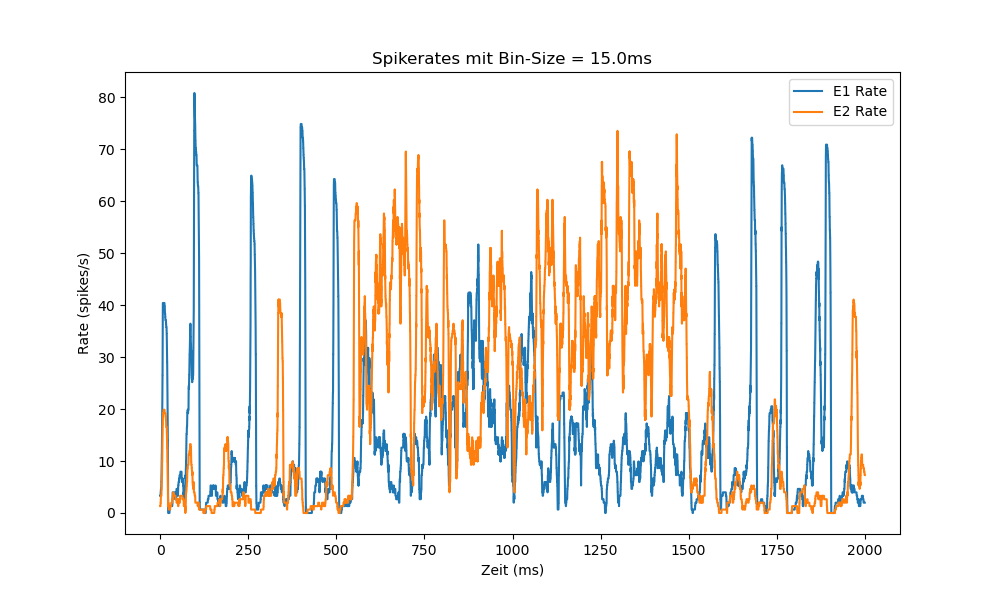 Spikerates mit Bin-Size = 15.0ms
E1 Rate
E2 Rate
Rate (spikes/s)
80
70
60
50
40
30
20
10
0
0 250 500 750 1000 1250 1500 1750 2000
Zeit (ms)